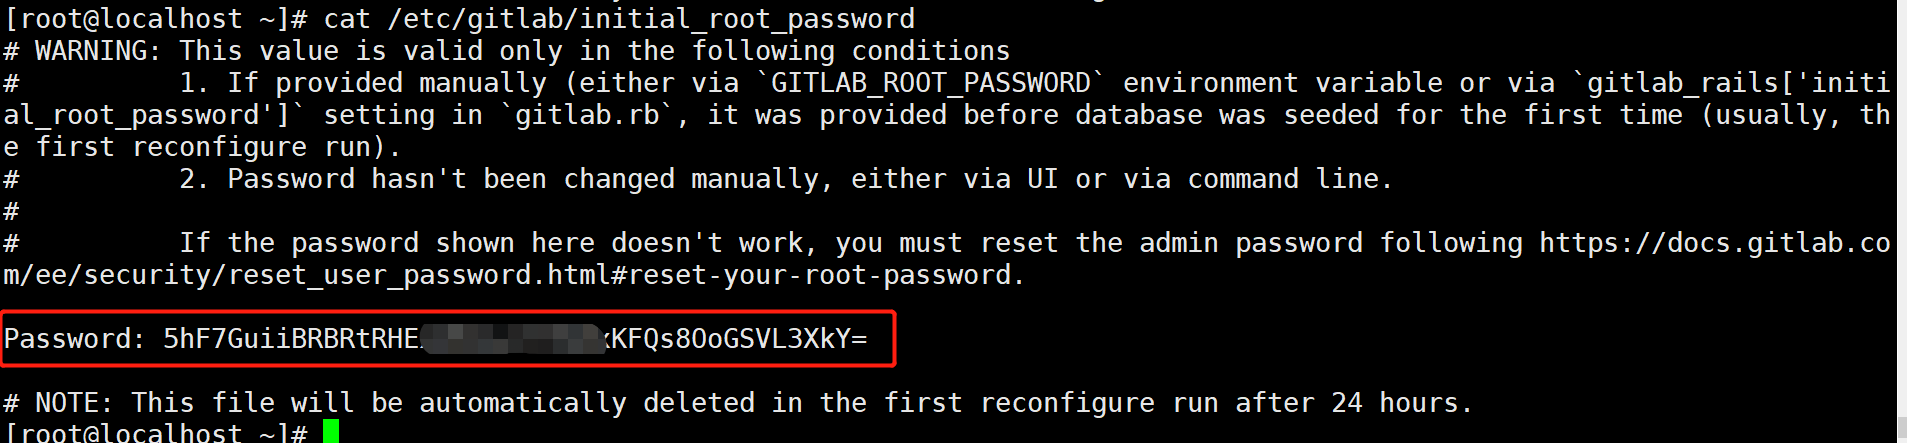 [root@localhost ~]# cat /etc/gitlab/initial_root_password
# WARNING: This value is valid only in the following conditions
#          1. If provided manually (either via `GITLAB_ROOT_PASSWORD` environment variable or via `gitlab_rails['initi
al_root_password']` setting in `gitlab.rb`, it was provided before database was seeded for the first time (usually, th
e first reconfigure run).
#          2. Password hasn't been changed manually, either via UI or via command line.
#
#          If the password shown here doesn't work, you must reset the admin password following https://docs.gitlab.co
m/ee/security/reset_user_password.html#reset-your-root-password.
Password: 5hF7GuiiBRBRtRHE KFQs8OoGSVL3XkY=
# NOTE: This file will be automatically deleted in the first reconfigure run after 24 hours.
[root@localhost ~]#